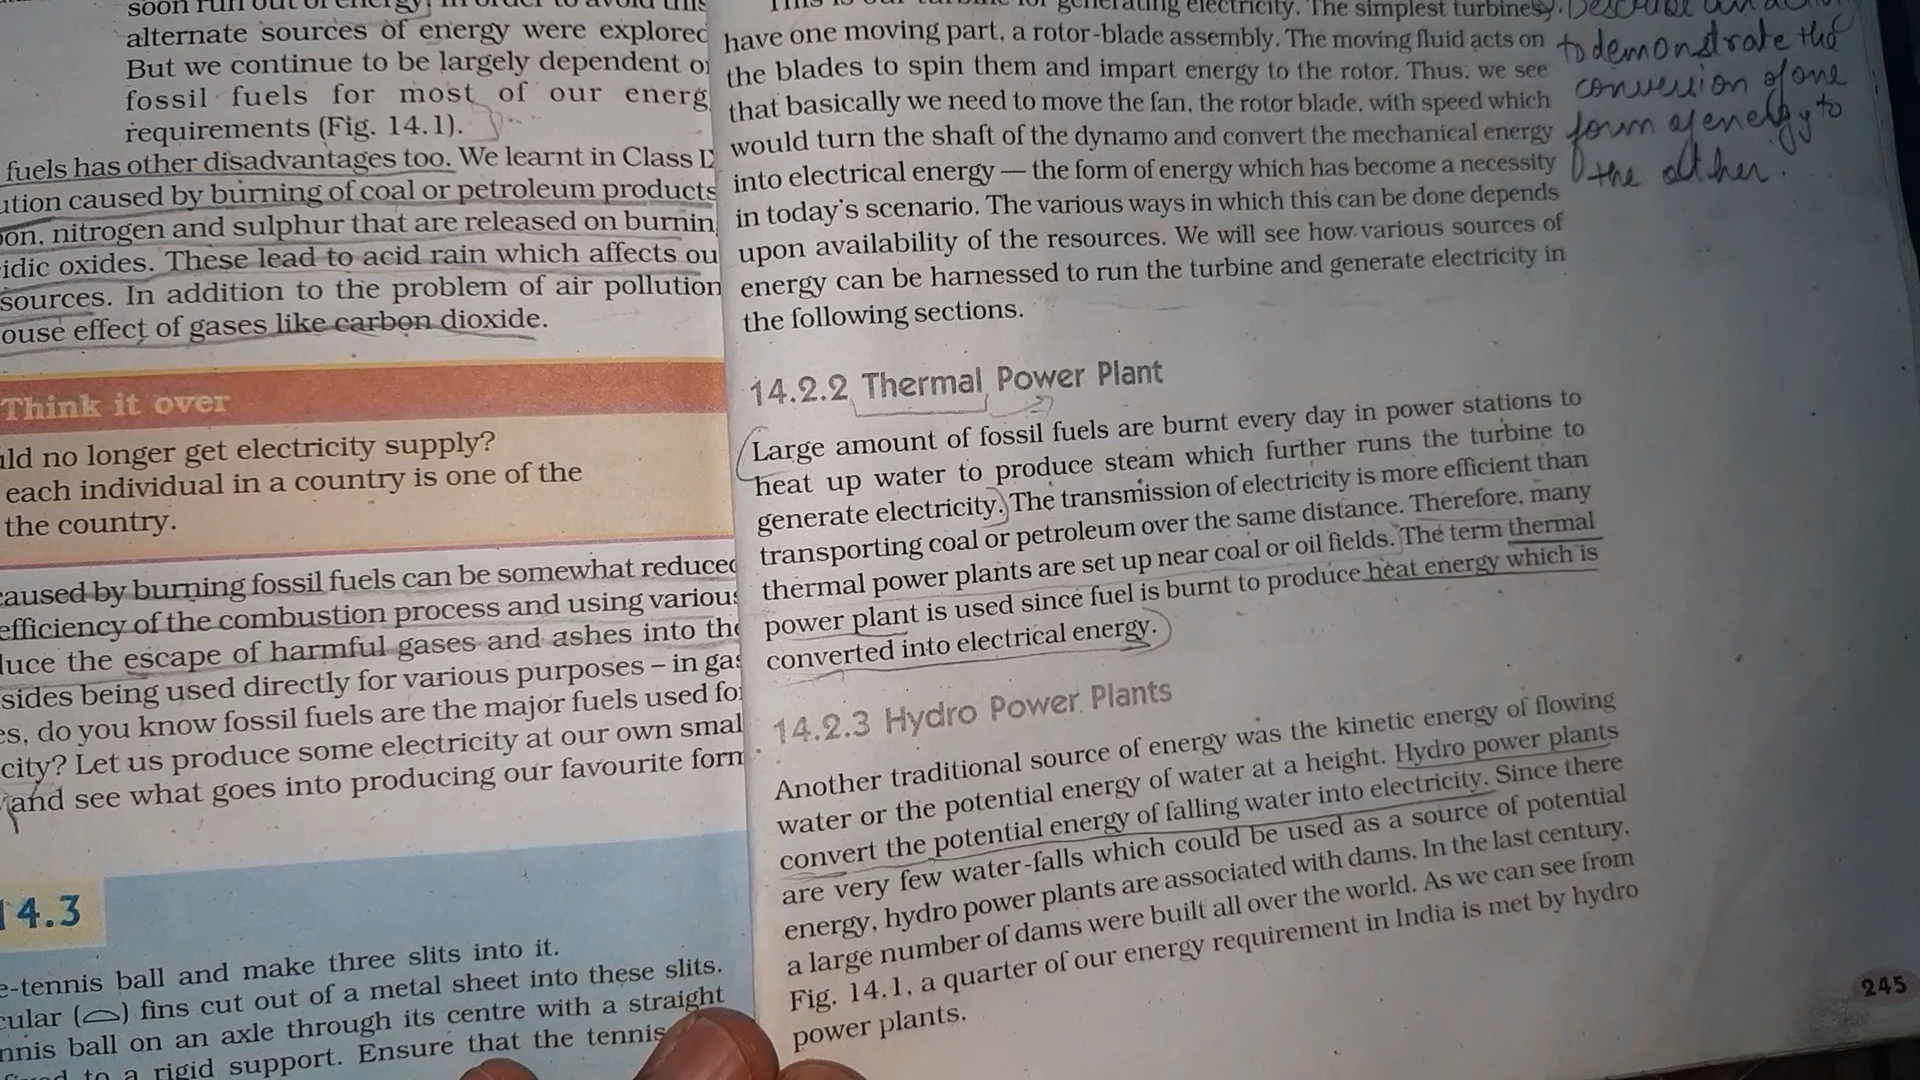 soon run out of energy. In order to avoid this
alternate sources of energy were explored
But we continue to be largely dependent
fossil fuels for most of our energ
requirements (Fig. 14.1).
fuels has other disadvantages too. We learnt in Class
ution caused by burning of coal or petroleum products
on, nitrogen and sulphur that are released on burnin
idic oxides. These lead to acid rain which affects ou
sources. In addition to the problem of air pollution
ouse effect of gases like carbon dioxide.
Think it over
uld no longer get electricity supply?
each individual in a country is one of the
the country.
caused by burning fossil fuels can be somewhat reduced
efficiency of the combustion process and using various
luce the escape of harmful gases and ashes into the
sides being used directly for various purposes – in gas
es, do you know fossil fuels are the major fuels used for
city? Let us produce some electricity at our own smal
and see what goes into producing our favourite form
14.3
e-tennis ball and make three slits into it.
cular (⌓) fins cut out of a metal sheet into these slits.
nnis ball on an axle through its centre with a straight
to a rigid support. Ensure that the tennis
generating electricity. The simplest turbines
have one moving part, a rotor-blade assembly. The moving fluid acts on
the blades to spin them and impart energy to the rotor. Thus, we see
that basically we need to move the fan, the rotor blade, with speed which
would turn the shaft of the dynamo and convert the mechanical energy
into electrical energy — the form of energy which has become a necessity
in today's scenario. The various ways in which this can be done depends
upon availability of the resources. We will see how various sources of
energy can be harnessed to run the turbine and generate electricity in
the following sections.
14.2.2 Thermal Power Plant
Large amount of fossil fuels are burnt every day in power stations to
heat up water to produce steam which further runs the turbine to
generate electricity. The transmission of electricity is more efficient than
transporting coal or petroleum over the same distance. Therefore, many
thermal power plants are set up near coal or oil fields. The term thermal
power plant is used since fuel is burnt to produce heat energy which is
converted into electrical energy.
14.2.3 Hydro Power Plants
Another traditional source of energy was the kinetic energy of flowing
water or the potential energy of water at a height. Hydro power plants
convert the potential energy of falling water into electricity. Since there
are very few water-falls which could be used as a source of potential
energy, hydro power plants are associated with dams. In the last century,
a large number of dams were built all over the world. As we can see from
Fig. 14.1, a quarter of our energy requirement in India is met by hydro
power plants.
Describe an
to demonstrate the
conversion of one
form of energy to
the other.
245